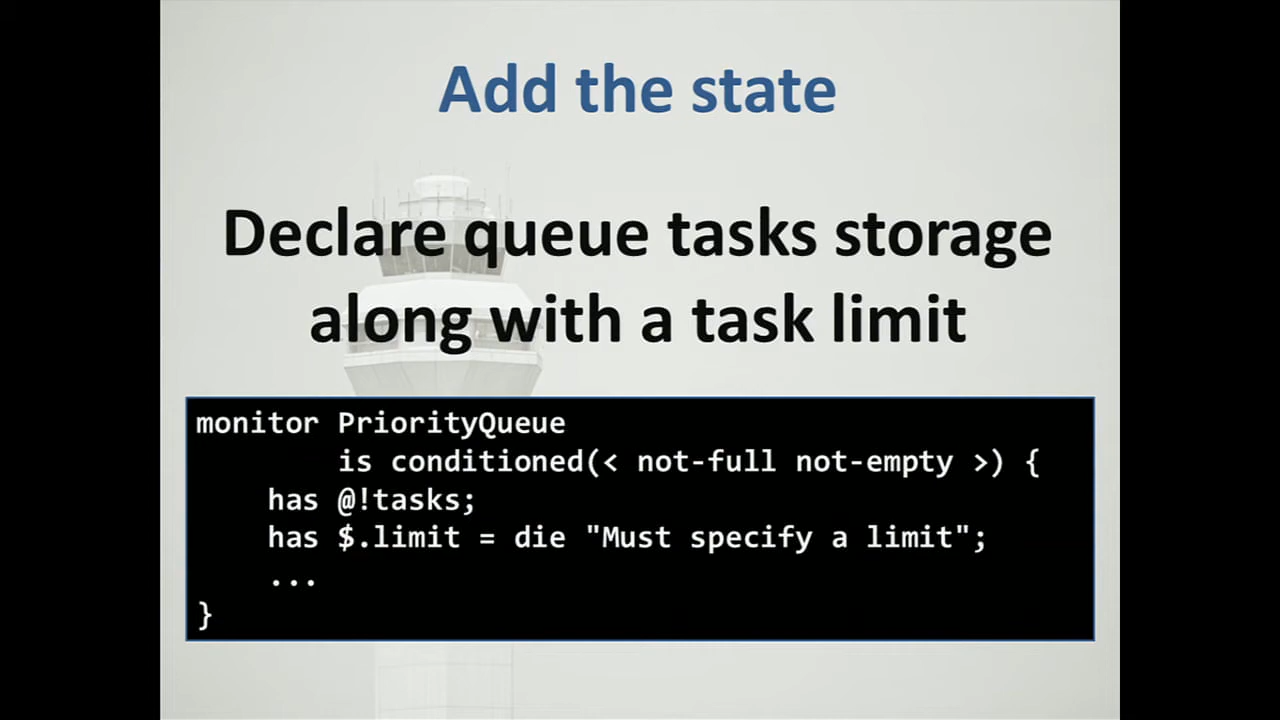 Add the state
Declare queue tasks storage
along with a task limit
monitor PriorityQueue
is conditioned(< not-full not-empty >) {
has @!tasks;
has $.limit = die "Must specify a limit";
...
}